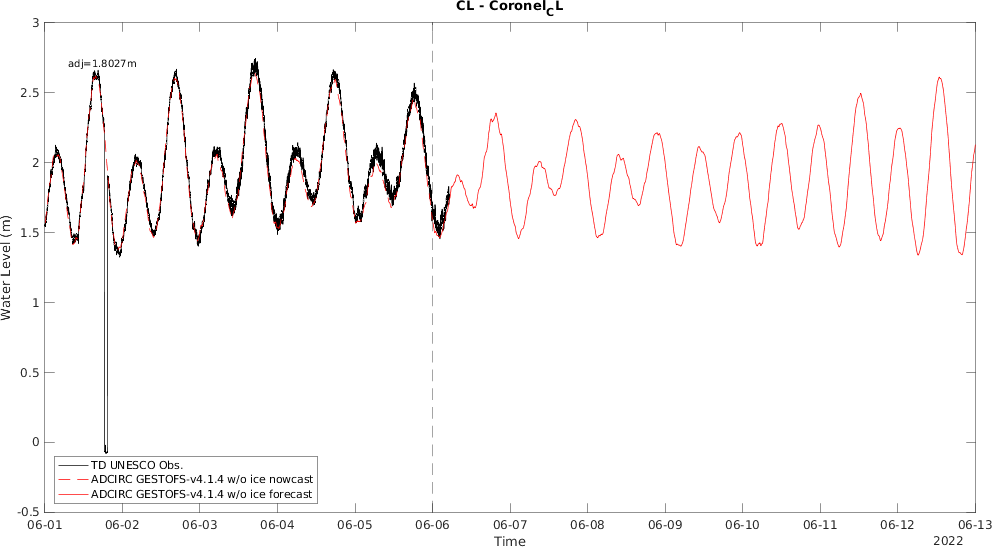 CL - Coronel_CL
adj=1.8027m
3
2.5
2
1.5
1
0.5
0
-0.5
Water Level (m)
TD UNESCO Obs.
ADCIRC GESTOFS-v4.1.4 w/o ice nowcast
ADCIRC GESTOFS-v4.1.4 w/o ice forecast
06-01 06-02 06-03 06-04 06-05 06-06 06-07 06-08 06-09 06-10 06-11 06-12 06-13
Time
2022